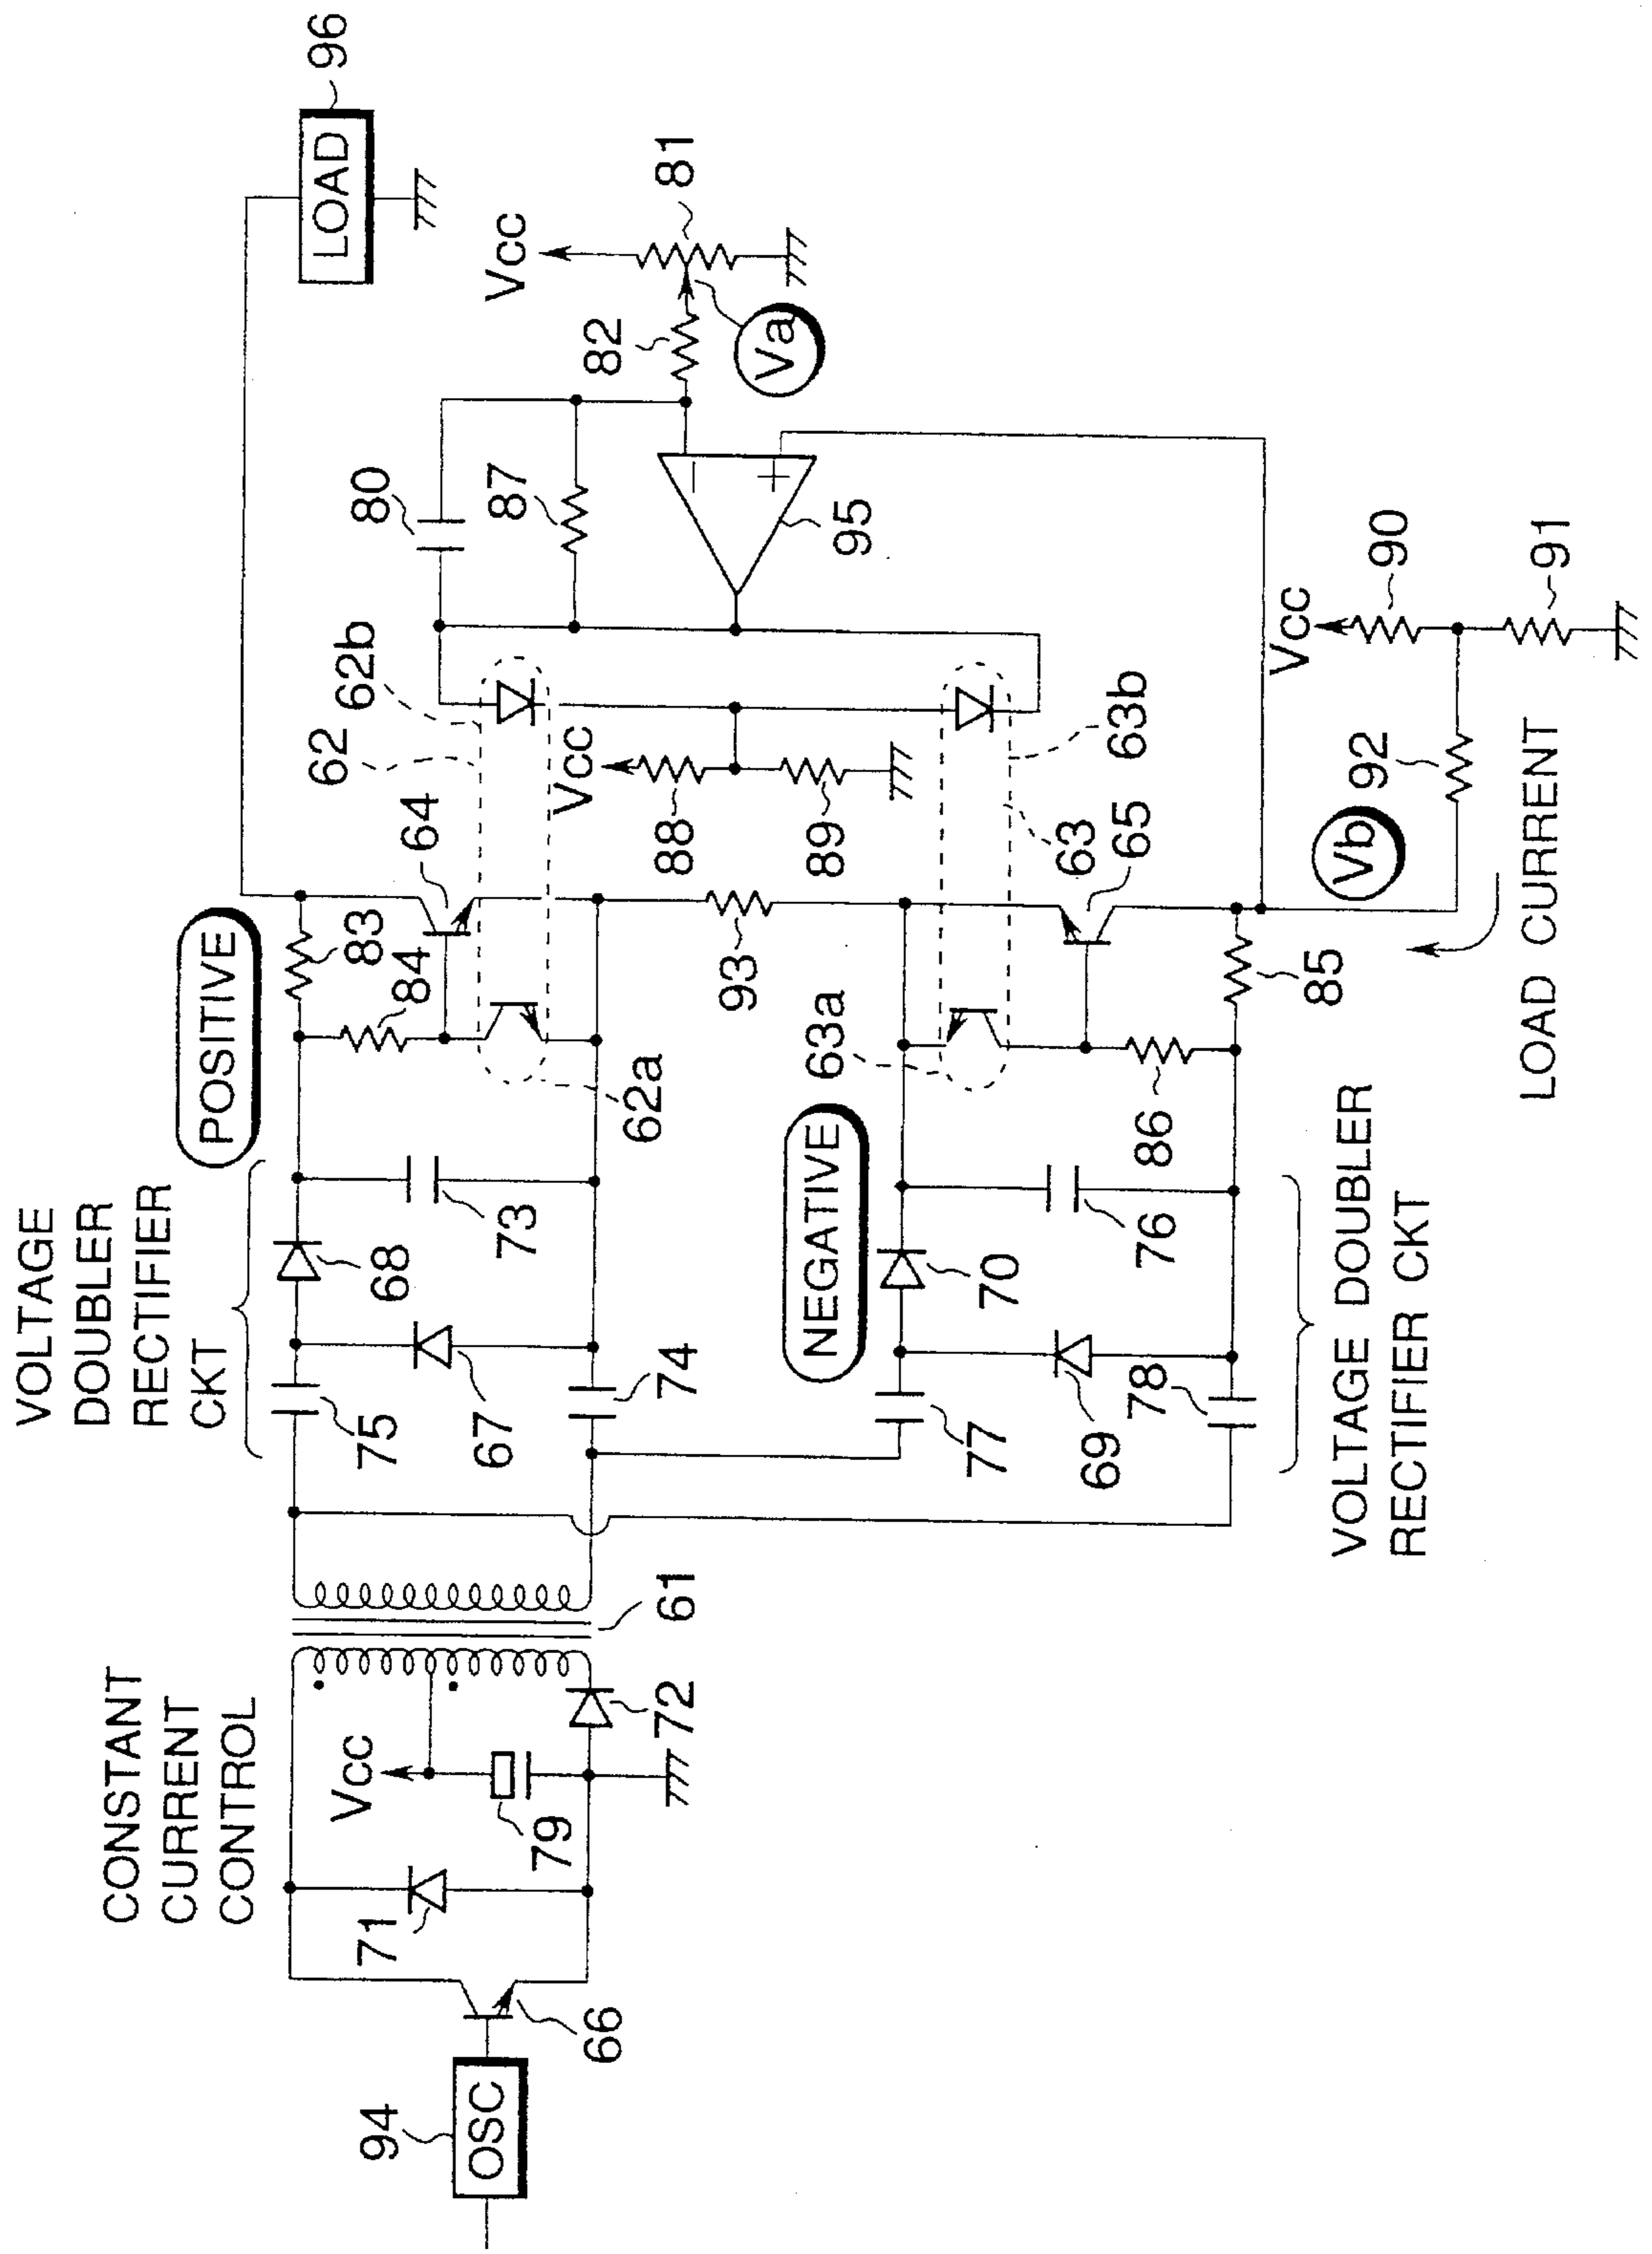 CONSTANT
CURRENT
CONTROL
94
OSC
66
71
79
Vcc
72
61
VOLTAGE
DOUBLER
RECTIFIER
CKT
75
67
68
73
74
POSITIVE
83
84
64
62
62b
62a
NEGATIVE
77
69
70
76
78
VOLTAGE DOUBLER
RECTIFIER CKT
63a
86
85
93
65
63
63b
88
89
Vcc
80
87
95
−
+
82
Va
81
Vcc
LOAD
96
Vb
92
Vcc
90
91
LOAD CURRENT